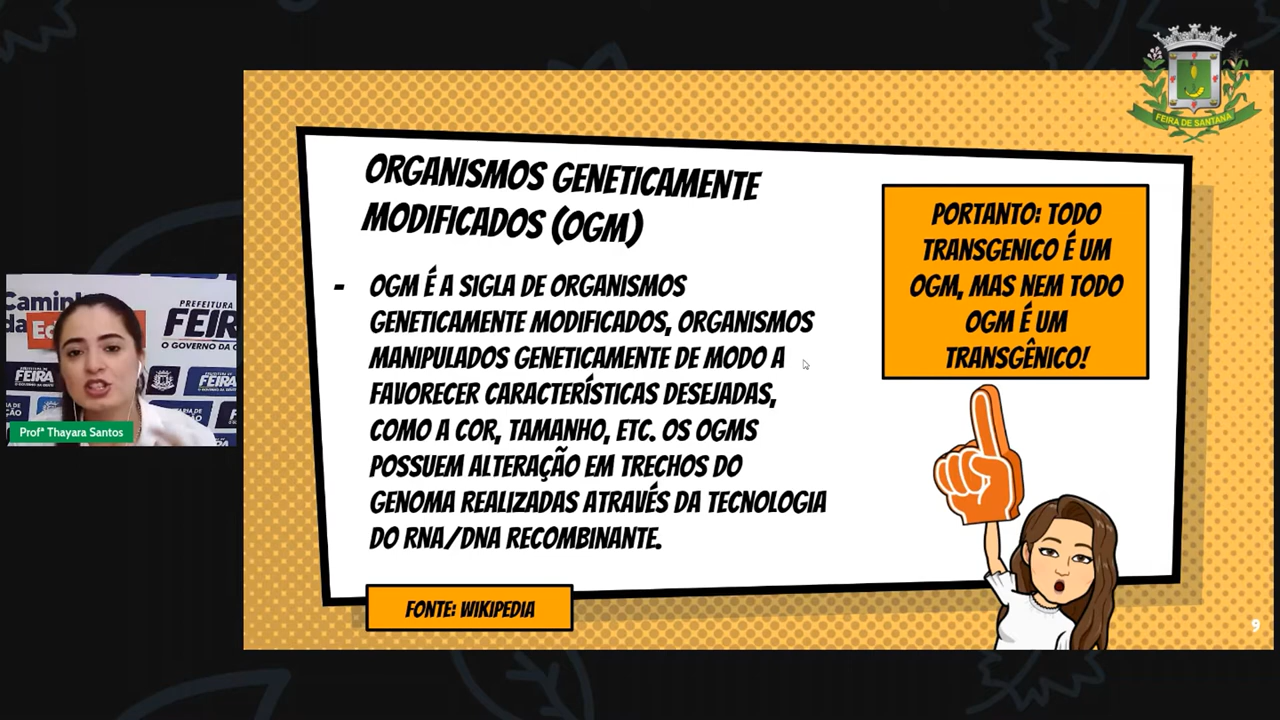 FEIRA DE SANTANA
ORGANISMOS GENETICAMENTE
MODIFICADOS (OGM)
- OGM É A SIGLA DE ORGANISMOS
GENETICAMENTE MODIFICADOS, ORGANISMOS
MANIPULADOS GENETICAMENTE DE MODO A
FAVORECER CARACTERÍSTICAS DESEJADAS,
COMO A COR, TAMANHO, ETC. OS OGMS
POSSUEM ALTERAÇÃO EM TRECHOS DO
GENOMA REALIZADAS ATRAVÉS DA TECNOLOGIA
DO RNA/DNA RECOMBINANTE.
FONTE: WIKIPEDIA
PORTANTO: TODO
TRANSGENICO É UM
OGM, MAS NEM TODO
OGM É UM
TRANSGÊNICO!
9
PREFEITURA
FEIR
O GOVERNO DA
FEIRA
FEIRA
Profª Thayara Santos